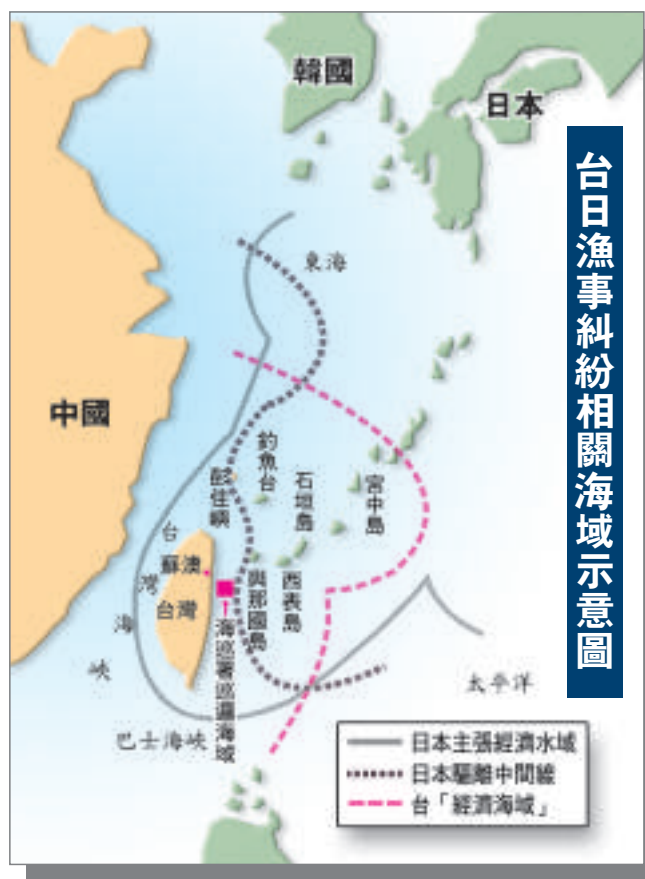 台日漁事糾紛相關海域示意圖
韓國
日本
東海
中國
釣魚台
彭佳嶼
石垣島
宮中島
台灣海峽
蘇澳
台灣
與那國島
西表島
海巡署巡邏海域
太平洋
巴士海峽
日本主張經濟水域
日本驅離中間線
台「經濟海域」